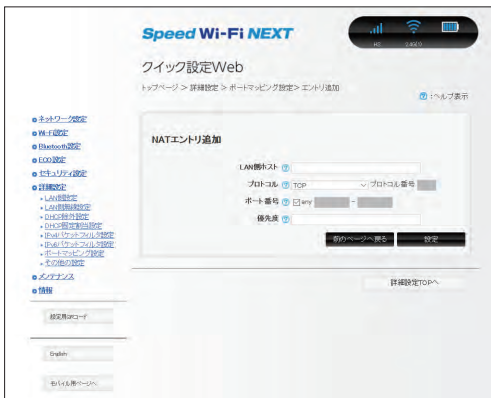 Speed Wi-Fi NEXT
クイック設定Web
トップページ > 詳細設定 > ポートマッピング設定 > エントリ追加
?:ヘルプ表示
ネットワーク設定
Wi-Fi設定
Bluetooth設定
ECO設定
セキュリティ設定
詳細設定
LAN側設定
LAN側無線設定
DHCP除外設定
DHCP固定割当設定
IPv4パケットフィルタ設定
IPv6パケットフィルタ設定
ポートマッピング設定
その他の設定
メンテナンス
情報
設定用QRコード
English
モバイル用ページへ
NATエントリ追加
LAN側ホスト ?
プロトコル ? TCP プロトコル番号
ポート番号 ? any -
優先度 ?
前のページへ戻る 設定
詳細設定TOPへ